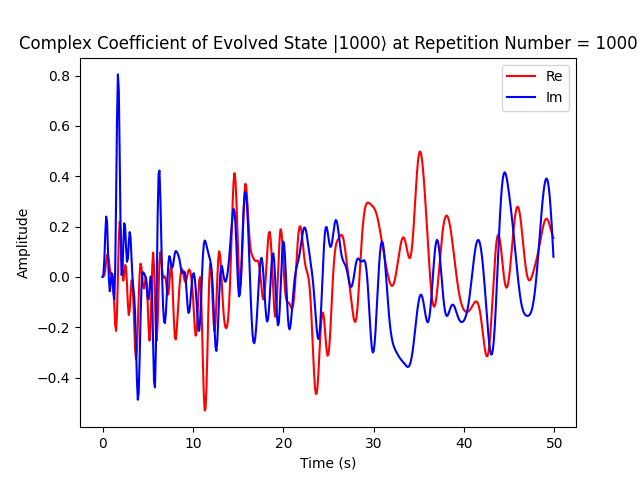 Complex Coefficient of Evolved State |1000⟩ at Repetition Number = 1000
Re
Im
Amplitude
0.8
0.6
0.4
0.2
0.0
−0.2
−0.4
0 10 20 30 40 50
Time (s)